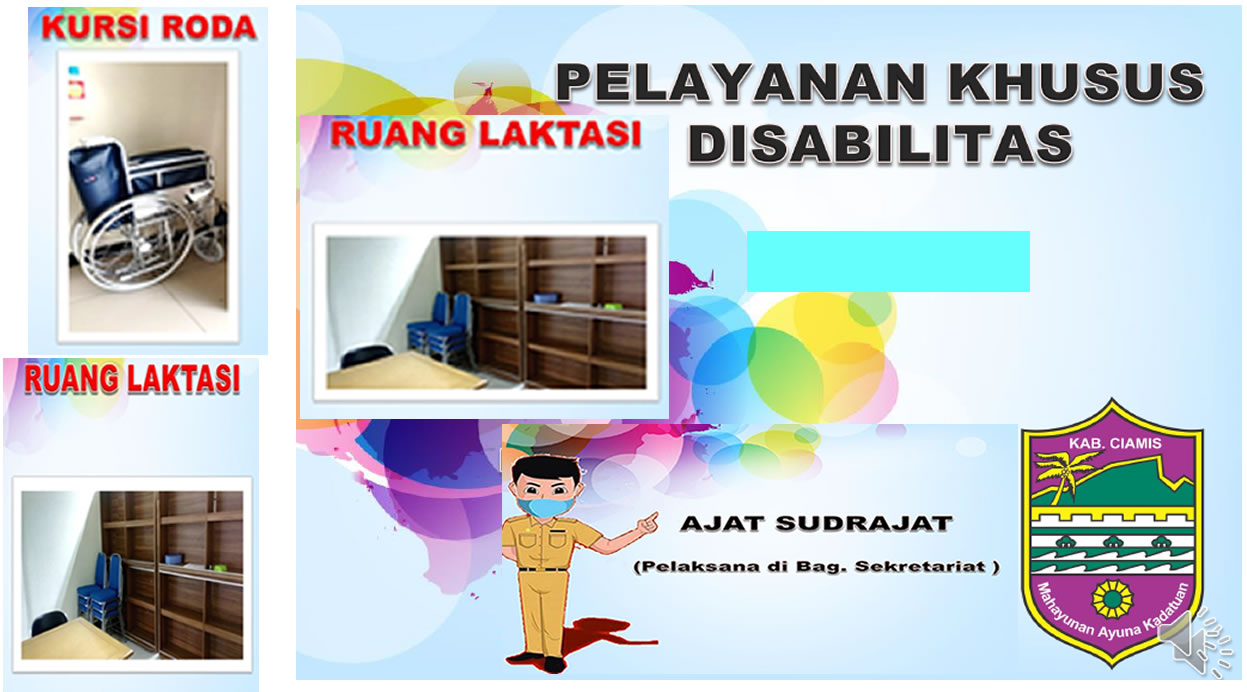 KURSI RODA
RUANG LAKTASI
PELAYANAN KHUSUS
DISABILITAS
RUANG LAKTASI
AJAT SUDRAJAT
(Pelaksana di Bag. Sekretariat )
KAB. CIAMIS
Mahayunan Ayuna Kadatuan